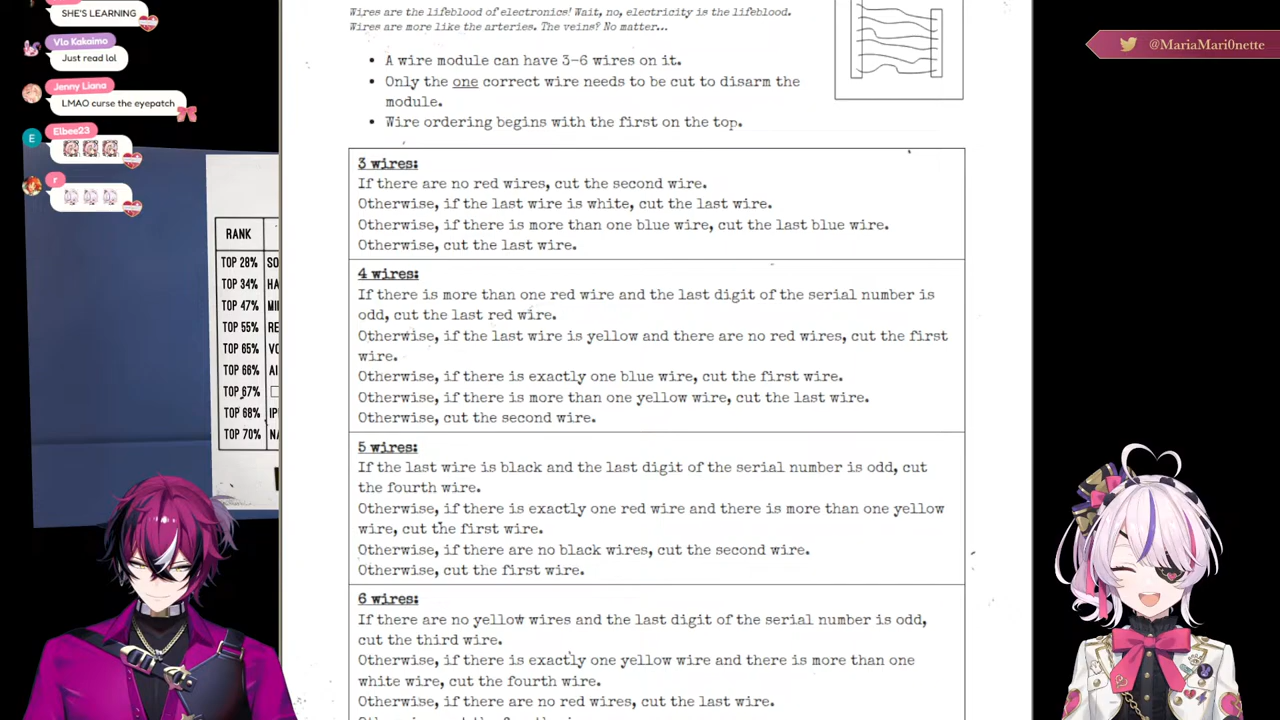 SHE'S LEARNING
Vlo Kakaimo
Just read lol
Jenny Liana
LMAO curse the eyepatch
E
Elbee23
r
RANK
TOP 28% SO
TOP 34% HA
TOP 47% MII
TOP 55% RE
TOP 65% VO
TOP 66% AI
TOP 67%
TOP 68% IPI
TOP 70% NA
Wires are the lifeblood of electronics! Wait, no, electricity is the lifeblood.
Wires are more like the arteries. The veins? No matter…
• A wire module can have 3-6 wires on it.
• Only the one correct wire needs to be cut to disarm the
module.
• Wire ordering begins with the first on the top.
3 wires:
If there are no red wires, cut the second wire.
Otherwise, if the last wire is white, cut the last wire.
Otherwise, if there is more than one blue wire, cut the last blue wire.
Otherwise, cut the last wire.
4 wires:
If there is more than one red wire and the last digit of the serial number is
odd, cut the last red wire.
Otherwise, if the last wire is yellow and there are no red wires, cut the first
wire.
Otherwise, if there is exactly one blue wire, cut the first wire.
Otherwise, if there is more than one yellow wire, cut the last wire.
Otherwise, cut the second wire.
5 wires:
If the last wire is black and the last digit of the serial number is odd, cut
the fourth wire.
Otherwise, if there is exactly one red wire and there is more than one yellow
wire, cut the first wire.
Otherwise, if there are no black wires, cut the second wire.
Otherwise, cut the first wire.
6 wires:
If there are no yellow wires and the last digit of the serial number is odd,
cut the third wire.
Otherwise, if there is exactly one yellow wire and there is more than one
white wire, cut the fourth wire.
Otherwise, if there are no red wires, cut the last wire.
@MariaMari0nette